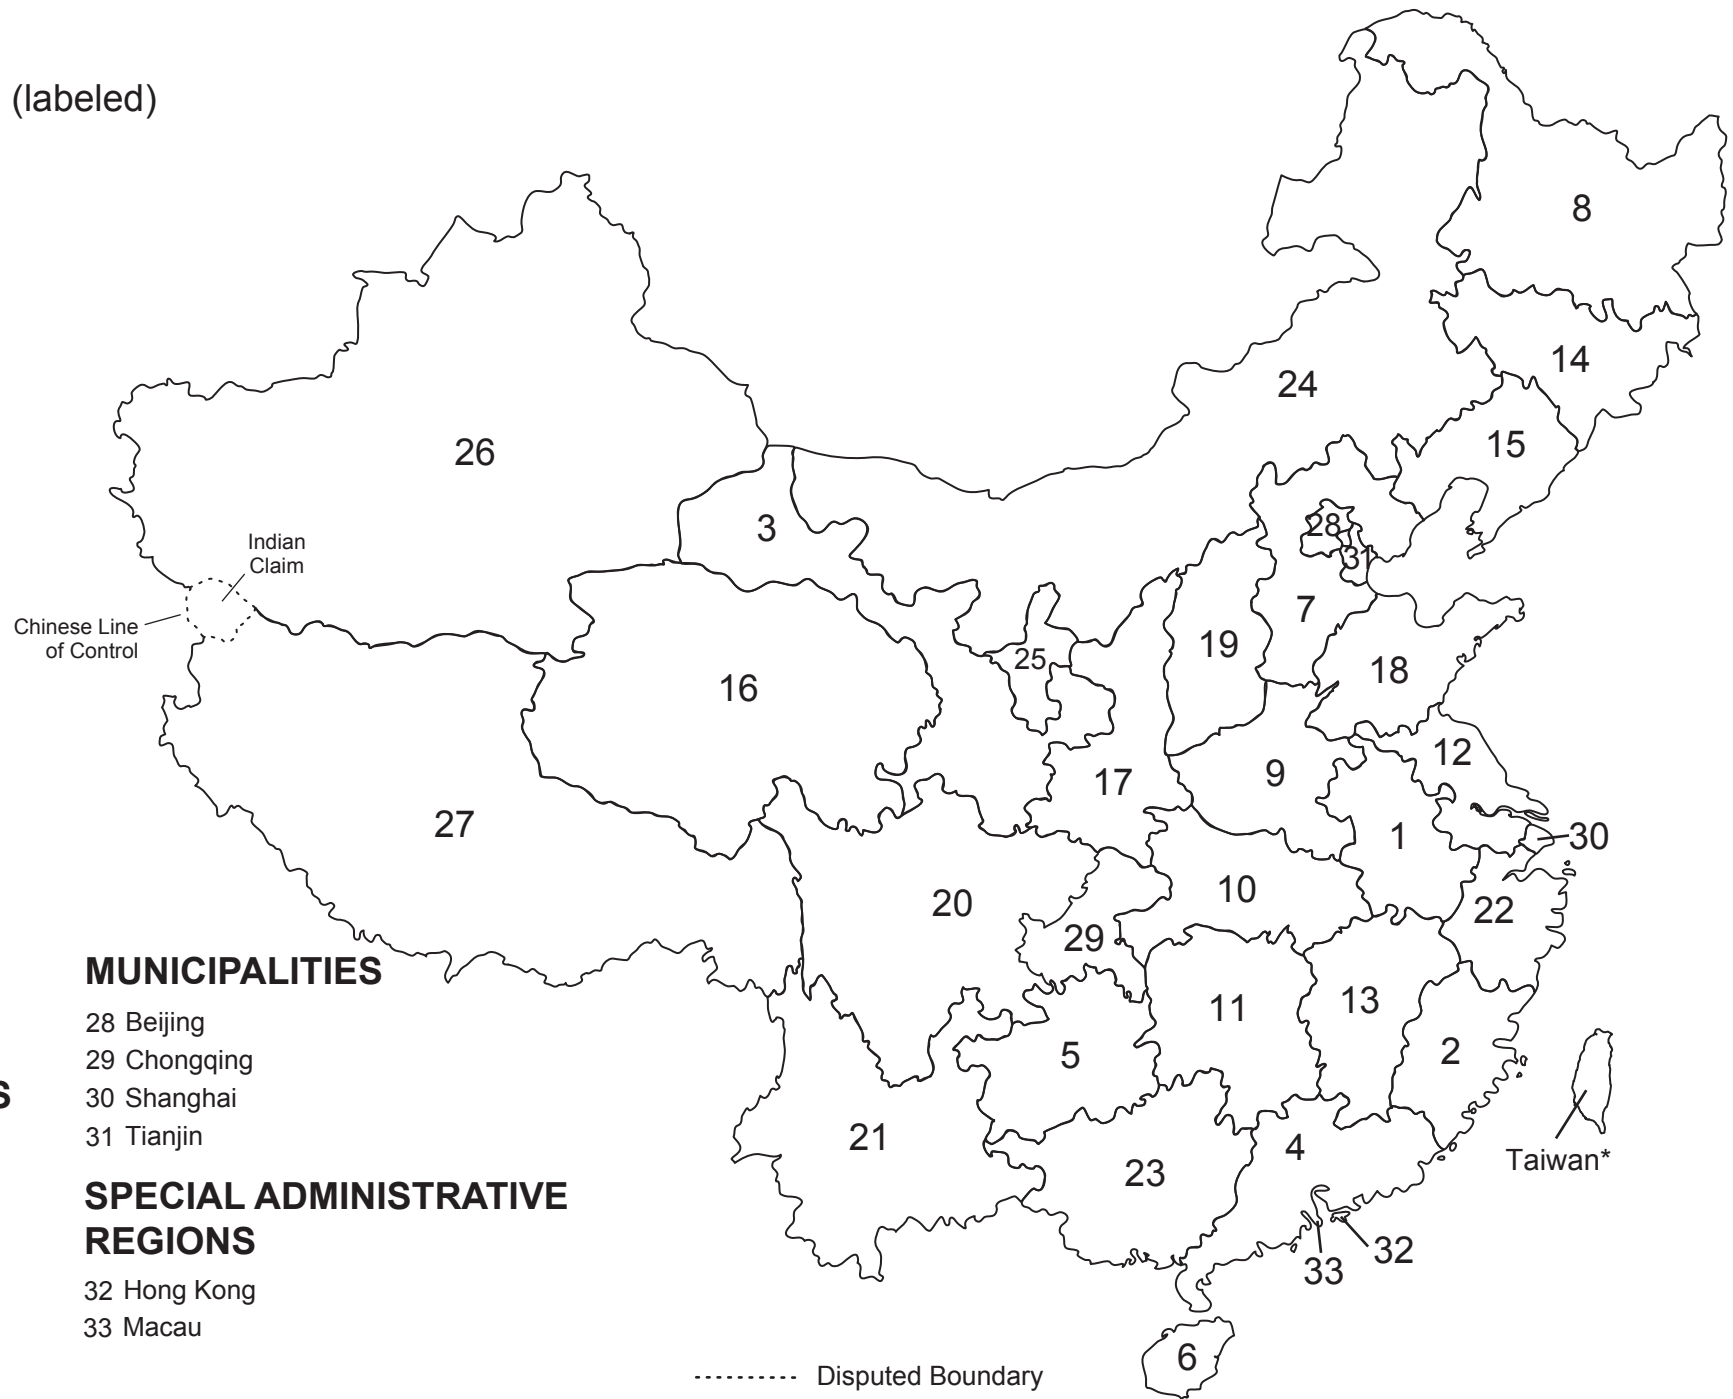 (labeled)
8
14
24
15
26
3
28
31
Indian
Claim
Chinese Line
of Control
7
19
25
18
16
12
9
17
27
1
30
10
20
22
29
MUNICIPALITIES
28 Beijing
29 Chongqing
30 Shanghai
31 Tianjin
S
13
11
5
2
21
4
23
Taiwan*
SPECIAL ADMINISTRATIVE
REGIONS
32 Hong Kong
33 Macau
32
33
6
Disputed Boundary